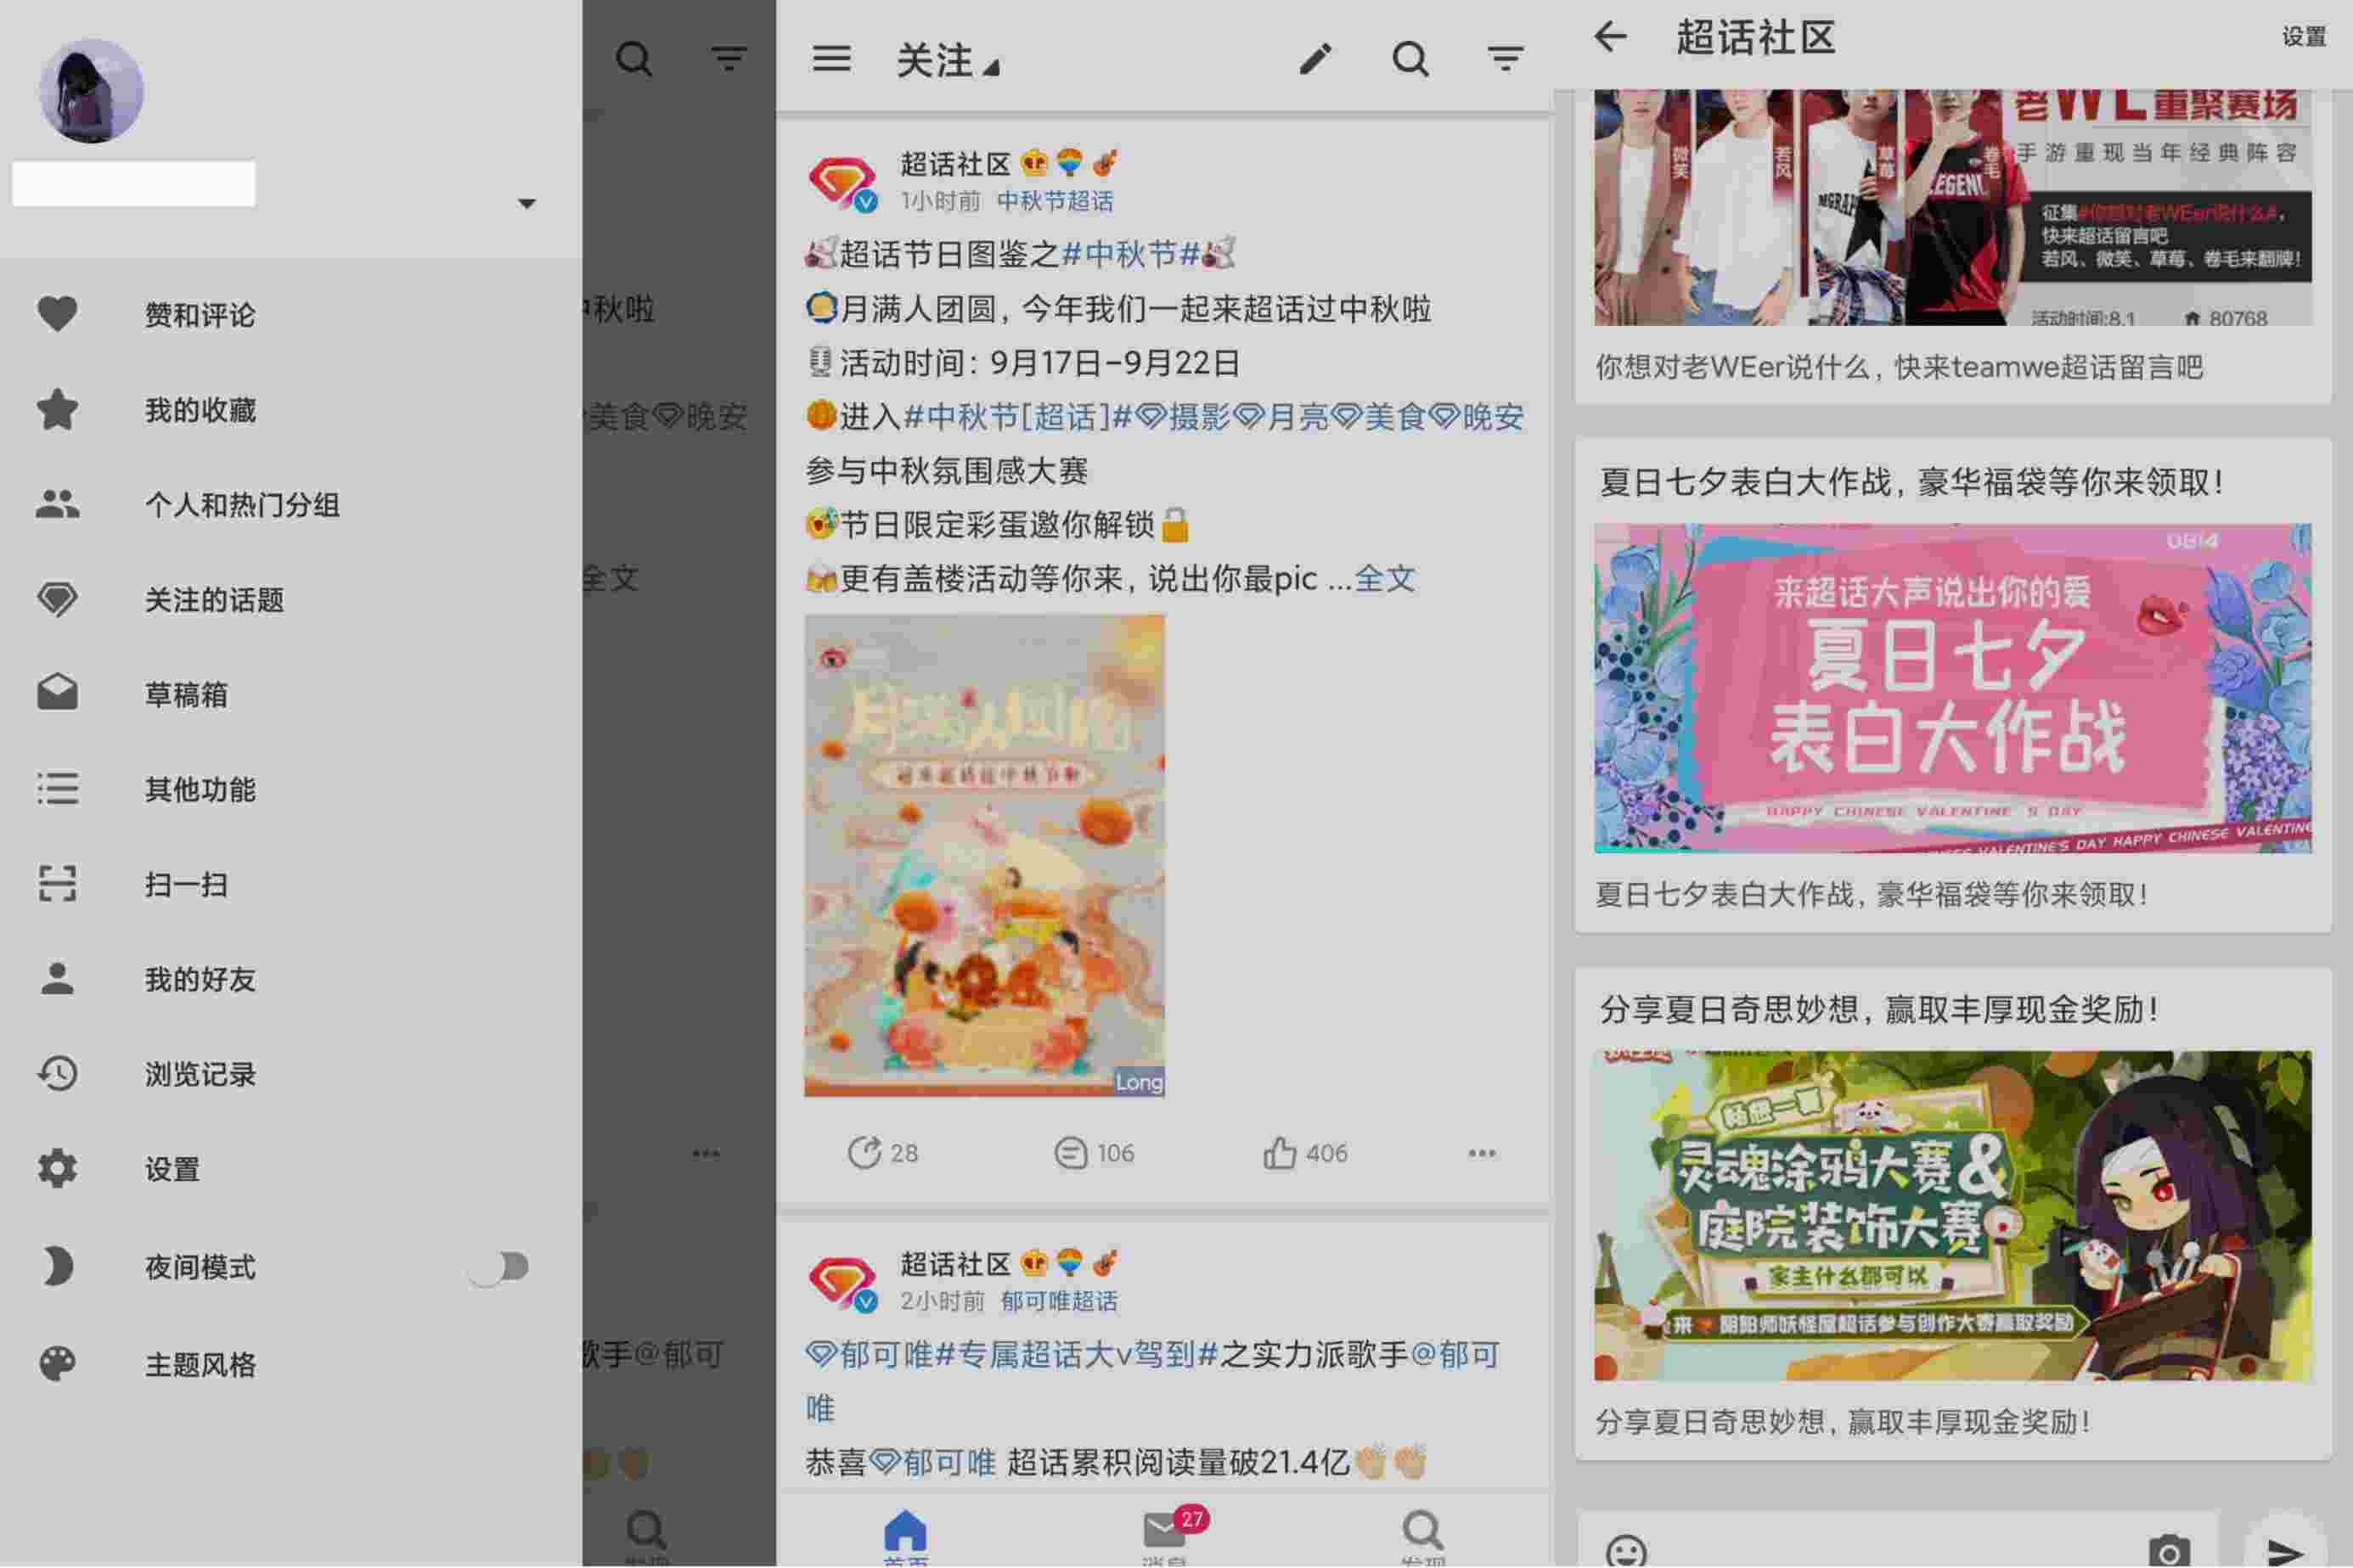 赞和评论
我的收藏
个人和热门分组
关注的话题
草稿箱
其他功能
扫一扫
我的好友
浏览记录
设置
夜间模式
主题风格
中秋啦
美食晚安
全文
歌手@郁可
关注
超话社区
1小时前 中秋节超话
超话节日图鉴之#中秋节#
月满人团圆，今年我们一起来超话过中秋啦
活动时间：9月17日-9月22日
进入#中秋节[超话]#摄影月亮美食晚安
参与中秋氛围感大赛
节日限定彩蛋邀你解锁
更有盖楼活动等你来，说出你最pic ...全文
Long
28
106
406
超话社区
2小时前 郁可唯超话
郁可唯#专属超话大v驾到#之实力派歌手@郁可
唯
恭喜郁可唯 超话累积阅读量破21.4亿
27
首页
消息
发现
超话社区
设置
老WE重聚赛场
手游重现当年经典阵容
微笑
若风
草莓
卷毛
征集#你想对老WEer说什么#，
快来超话留言吧
若风、微笑、草莓、卷毛来翻牌！
活动时间:8.1
80768
你想对老WEer说什么，快来teamwe超话留言吧
夏日七夕表白大作战，豪华福袋等你来领取！
0814
来超话大声说出你的爱
夏日七夕
表白大作战
HAPPY CHINESE VALENTINE'S DAY
VALENTINE'S DAY HAPPY CHINESE VALENTINE
夏日七夕表白大作战，豪华福袋等你来领取！
分享夏日奇思妙想，赢取丰厚现金奖励！
畅想一夏
灵魂涂鸦大赛&
庭院装饰大赛
家主什么都可以
来 阴阳师妖怪屋超话参与创作大赛赢取奖励
分享夏日奇思妙想，赢取丰厚现金奖励！